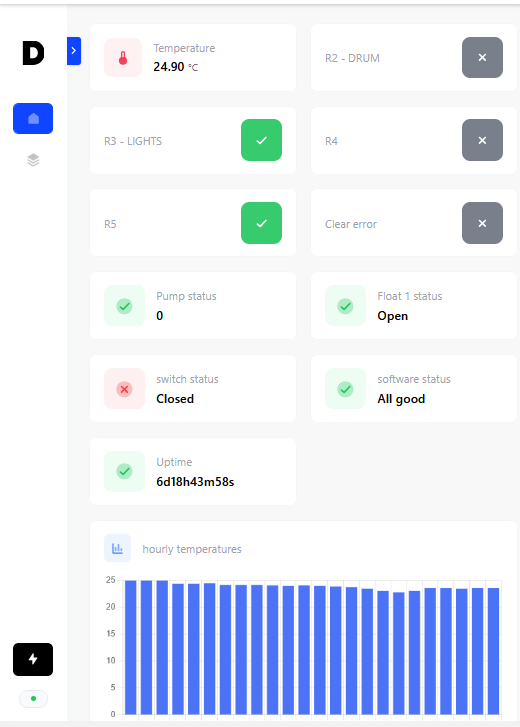 D
Temperature
24.90 °C
R2 - DRUM
R3 - LIGHTS
R4
R5
Clear error
Pump status
0
Float 1 status
Open
switch status
Closed
software status
All good
Uptime
6d18h43m58s
hourly temperatures
25
20
15
10
5
0